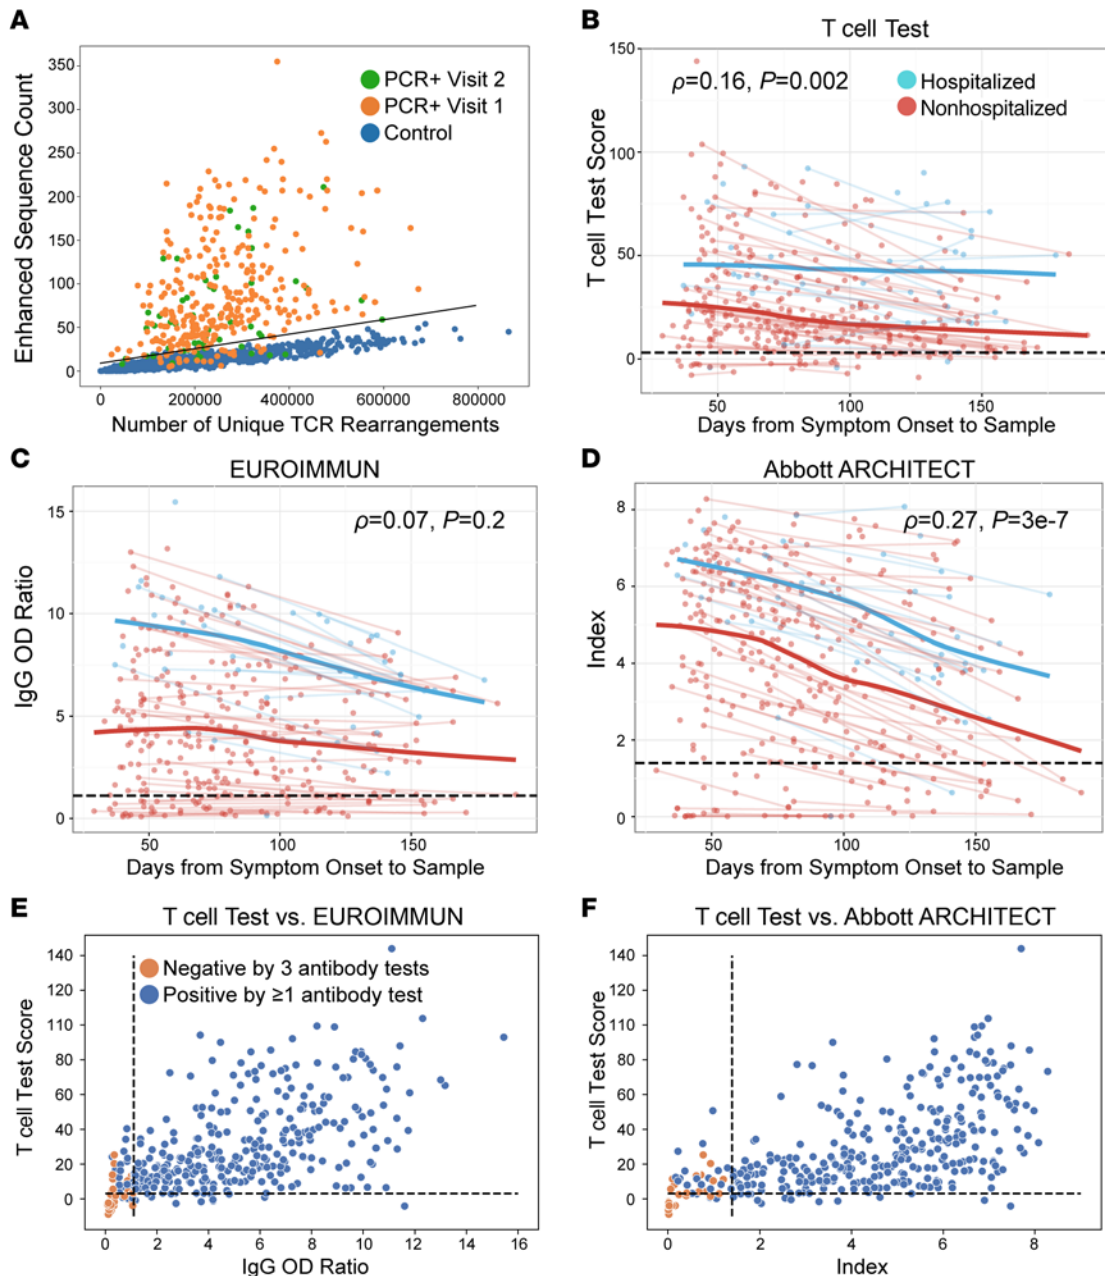 A
Enhanced Sequence Count
350
300
250
200
150
100
50
0
PCR+ Visit 2
PCR+ Visit 1
Control
0 200000 400000 600000 800000
Number of Unique TCR Rearrangements
B
T cell Test
T cell Test Score
150
100
50
0
ρ=0.16, P=0.002
Hospitalized
Nonhospitalized
50 100 150
Days from Symptom Onset to Sample
C
EUROIMMUN
IgG OD Ratio
15
10
5
0
ρ=0.07, P=0.2
50 100 150
Days from Symptom Onset to Sample
D
Abbott ARCHITECT
Index
8
6
4
2
0
ρ=0.27, P=3e-7
50 100 150
Days from Symptom Onset to Sample
E
T cell Test vs. EUROIMMUN
T cell Test Score
140
120
110
80
60
40
20
0
Negative by 3 antibody tests
Positive by ≥1 antibody test
0 2 4 6 8 10 12 14 16
IgG OD Ratio
F
T cell Test vs. Abbott ARCHITECT
T cell Test Score
140
120
110
80
60
40
20
0
0 2 4 6 8
Index